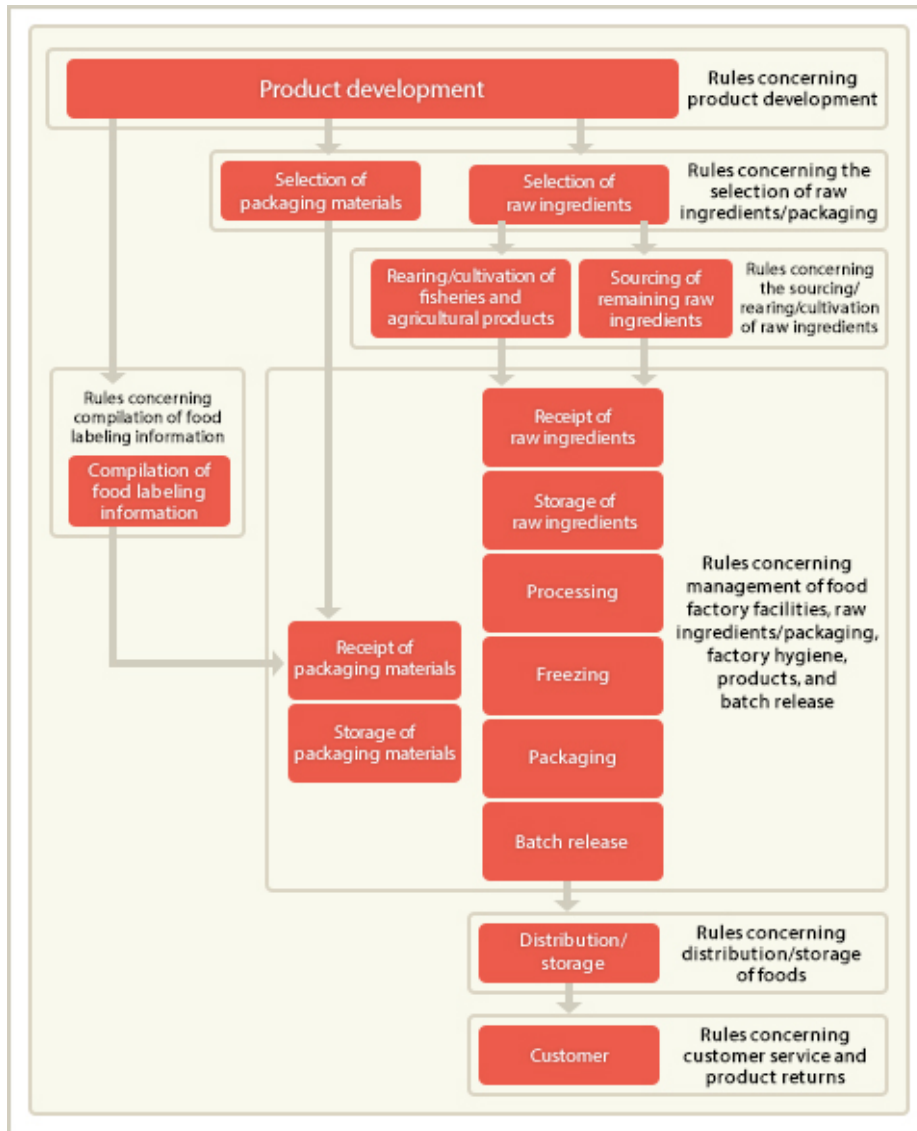 Product development
Rules concerning
product development
Selection of
packaging materials
Selection of
raw ingredients
Rules concerning the
selection of raw
ingredients/packaging
Rearing/cultivation of
fisheries and
agricultural products
Sourcing of
remaining raw
ingredients
Rules concerning
the sourcing/
rearing/cultivation
of raw ingredients
Rules concerning
compilation of food
labeling information
Compilation of
food labeling
information
Receipt of
raw ingredients
Storage of
raw ingredients
Processing
Freezing
Packaging
Batch release
Receipt of
packaging materials
Storage of
packaging materials
Rules concerning
management of food
factory facilities, raw
ingredients/packaging,
factory hygiene,
products, and
batch release
Distribution/
storage
Rules concerning
distribution/storage
of foods
Customer
Rules concerning
customer service and
product returns